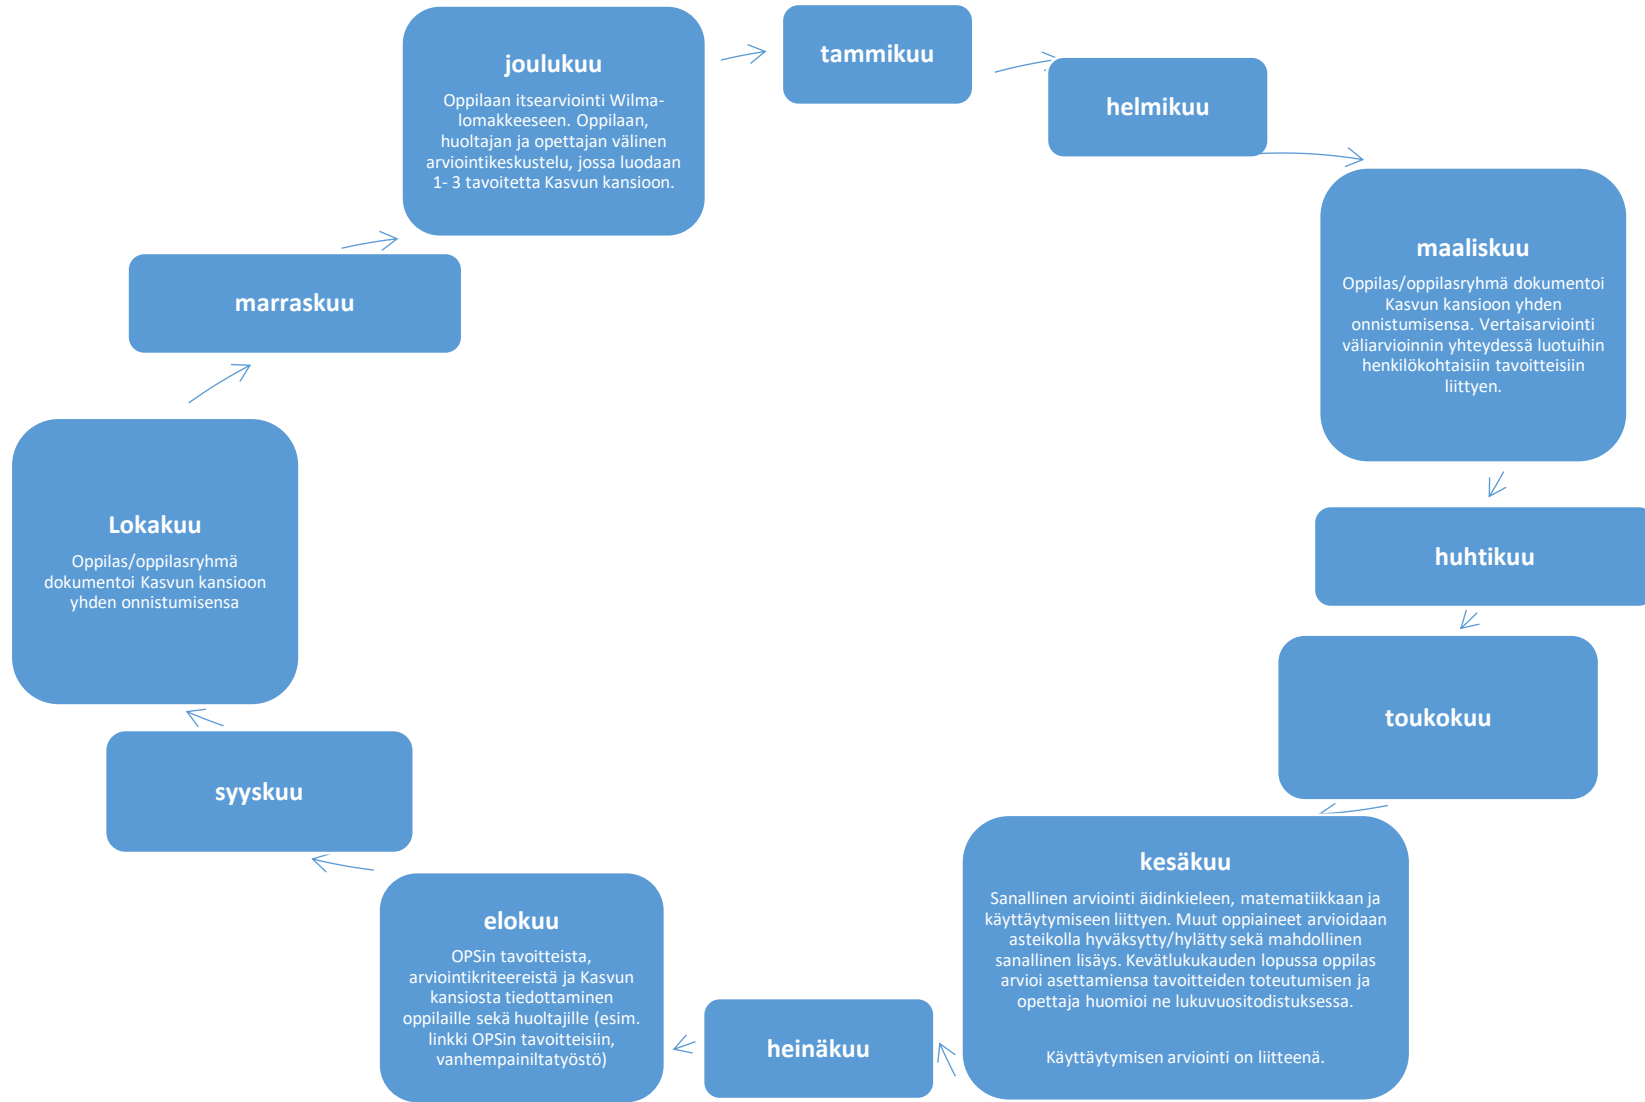 tammikuu
helmikuu
maaliskuu
Oppilas/oppilasryhmä dokumentoi
Kasvun kansioon yhden
onnistumisensa. Vertaisarviointi
väliarvioinnin yhteydessä luotuihin
henkilökohtaisiin tavoitteisiin
liittyen.
huhtikuu
toukokuu
kesäkuu
Sanallinen arviointi äidinkieleen, matematiikkaan ja
käyttäytymiseen liittyen. Muut oppiaineet arvioidaan
asteikolla hyväksytty/hylätty sekä mahdollinen
sanallinen lisäys. Kevätlukukauden lopussa oppilas
arvioi asettamiensa tavoitteiden toteutumisen ja
opettaja huomioi ne lukuvuositodistuksessa.
Käyttäytymisen arviointi on liitteenä.
heinäkuu
elokuu
OPSin tavoitteista,
arviointikriteereistä ja Kasvun
kansiosta tiedottaminen
oppilaille sekä huoltajille (esim.
linkki OPSin tavoitteisiin,
vanhempainiltatyöstö)
syyskuu
Lokakuu
Oppilas/oppilasryhmä
dokumentoi Kasvun kansioon
yhden onnistumisensa
marraskuu
joulukuu
Oppilaan itsearviointi Wilma-
lomakkeeseen. Oppilaan,
huoltajan ja opettajan välinen
arviointikeskustelu, jossa luodaan
1- 3 tavoitetta Kasvun kansioon.